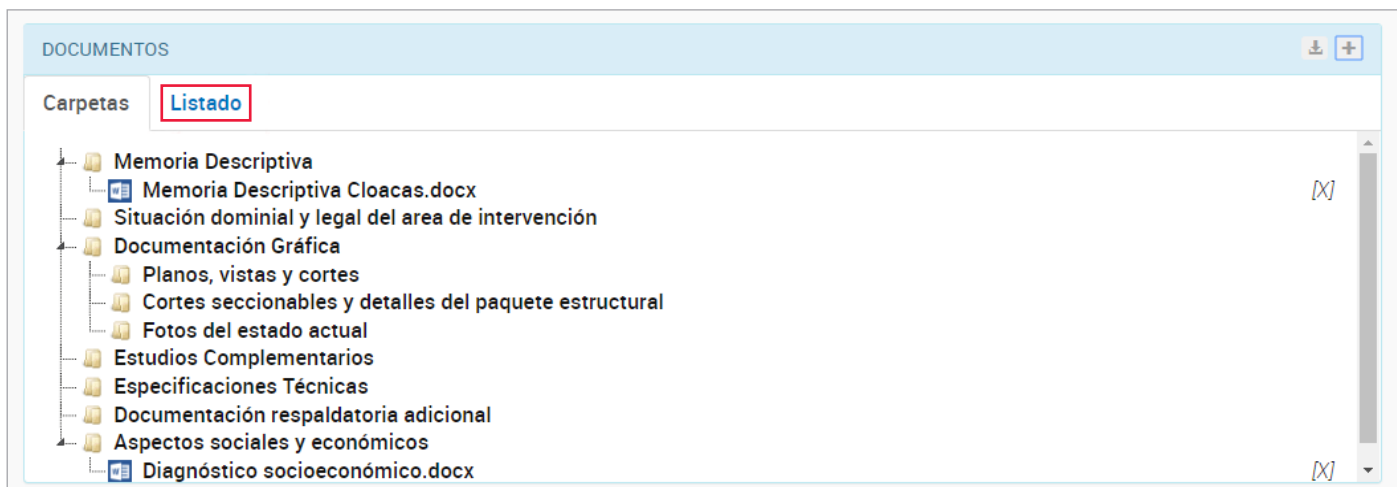 DOCUMENTOS
Carpetas Listado
Memoria Descriptiva
Memoria Descriptiva Cloacas.docx [X]
Situación dominial y legal del area de intervención
Documentación Gráfica
Planos, vistas y cortes
Cortes seccionables y detalles del paquete estructural
Fotos del estado actual
Estudios Complementarios
Especificaciones Técnicas
Documentación respaldatoria adicional
Aspectos sociales y económicos
Diagnóstico socioeconómico.docx [X]